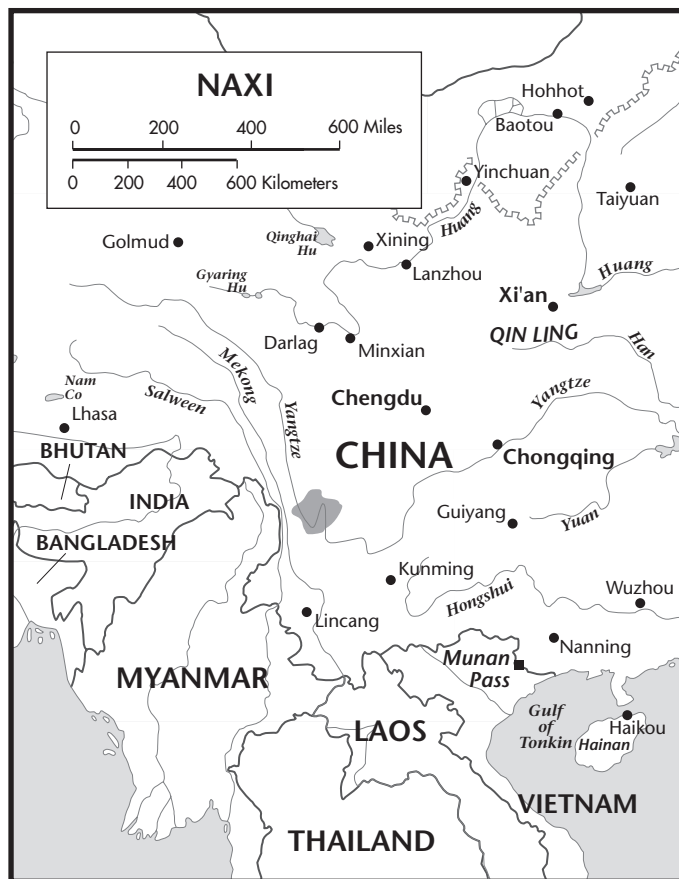 NAXI
0 200 400 600 Miles
0 200 400 600 Kilometers
Hohhot
Baotou
Yinchuan
Taiyuan
Golmud
Qinghai
Hu
Xining
Huang
Lanzhou
Gyaring
Hu
Xi'an
Huang
Darlag
Minxian
QIN LING
Han
Mekong
Yangtze
Salween
Nam
Co
Lhasa
Chengdu
Yangtze
BHUTAN
CHINA
Chongqing
INDIA
Guiyang
Yuan
BANGLADESH
Kunming
Hongshui
Wuzhou
Lincang
Nanning
Munan
Pass
MYANMAR
LAOS
Gulf
of
Tonkin
Haikou
Hainan
VIETNAM
THAILAND